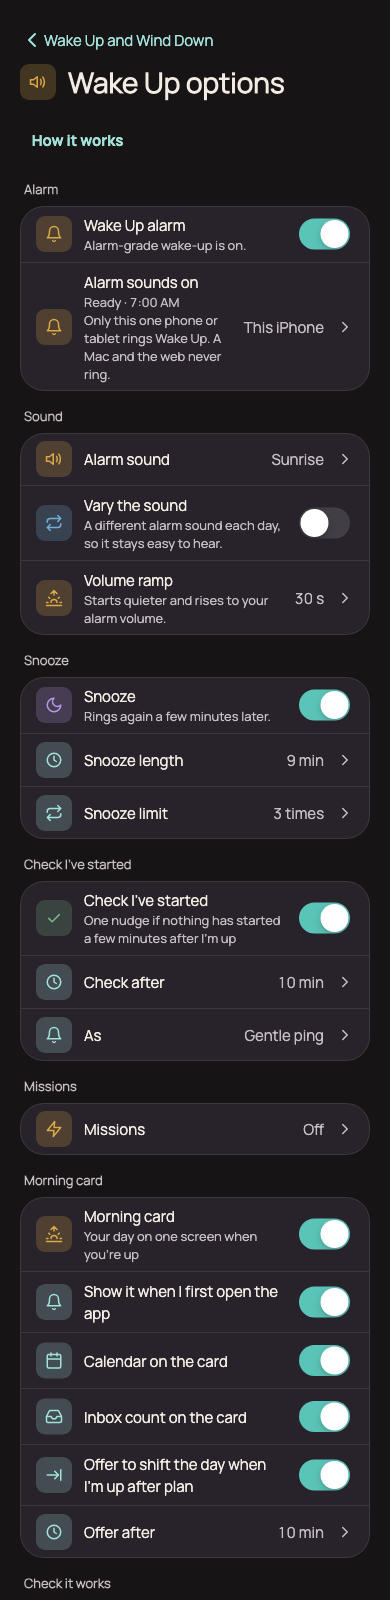 Wake Up and Wind Down
Wake Up options
How it works
Alarm
Wake Up alarm
Alarm-grade wake-up is on.
Alarm sounds on
Ready · 7:00 AM
Only this one phone or
tablet rings Wake Up. A
Mac and the web never
ring.
This iPhone
Sound
Alarm sound
Sunrise
Vary the sound
A different alarm sound each day,
so it stays easy to hear.
Volume ramp
Starts quieter and rises to your
alarm volume.
30 s
Snooze
Snooze
Rings again a few minutes later.
Snooze length
9 min
Snooze limit
3 times
Check I've started
Check I've started
One nudge if nothing has started
a few minutes after I'm up
Check after
10 min
As
Gentle ping
Missions
Missions
Off
Morning card
Morning card
Your day on one screen when
you're up
Show it when I first open the
app
Calendar on the card
Inbox count on the card
Offer to shift the day when
I'm up after plan
Offer after
10 min
Check it works